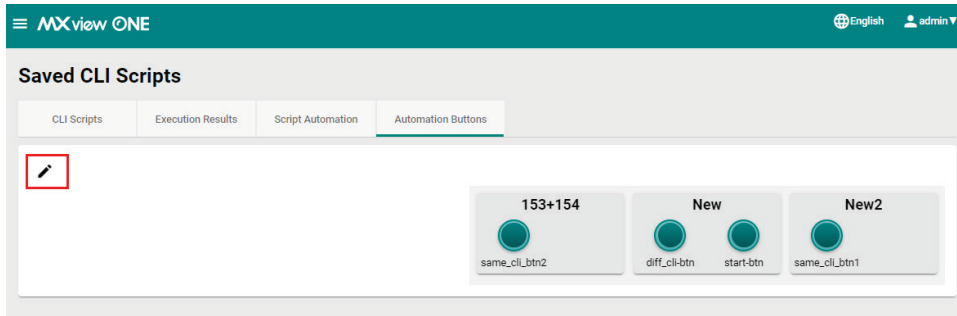 MXview ONE
English admin
Saved CLI Scripts
CLI Scripts Execution Results Script Automation Automation Buttons
153+154 New New2
same_cli_btn2 diff_cli-btn start-btn same_cli_btn1